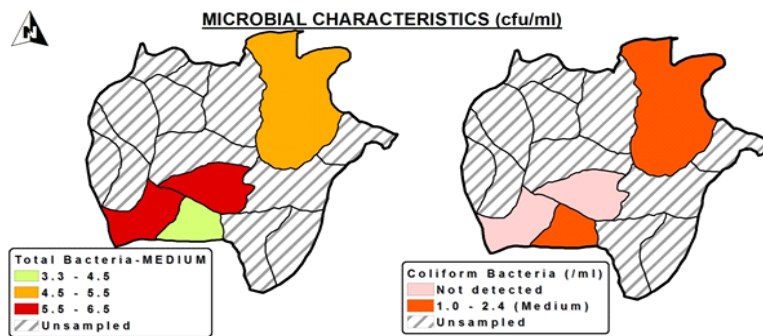 MICROBIAL CHARACTERISTICS (cfu/ml)
N
Total Bacteria-MEDIUM
3.3 - 4.5
4.5 - 5.5
5.5 - 6.5
Unsampled
Coliform Bacteria (/ml)
Not detected
1.0 - 2.4 (Medium)
Unsampled